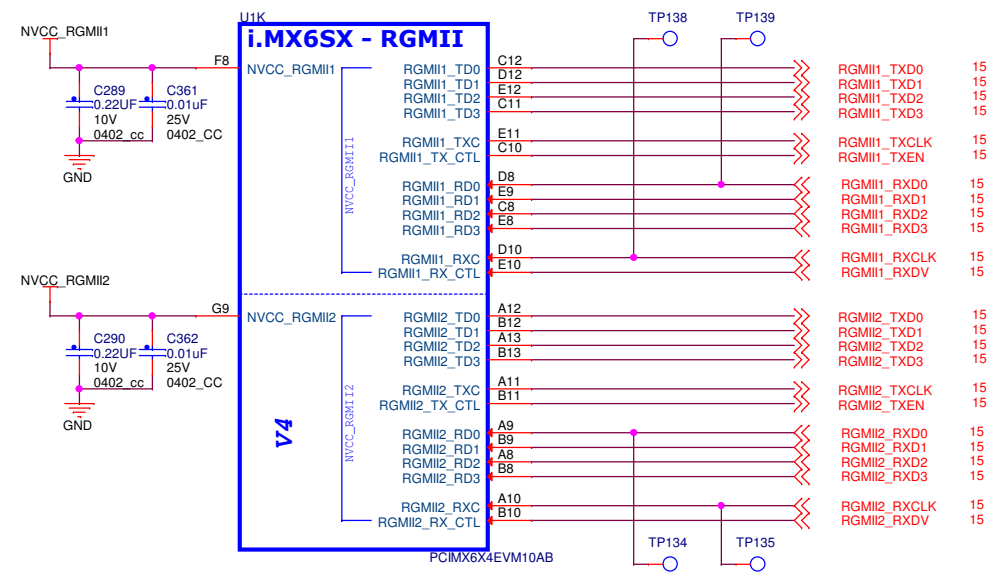 U1K
TP138 TP139
NVCC_RGMII1
i.MX6SX - RGMII
F8 NVCC_RGMII1
RGMII1_TD0 C12 RGMII1_TXD0 15
RGMII1_TD1 D12 RGMII1_TXD1 15
RGMII1_TD2 E12 RGMII1_TXD2 15
RGMII1_TD3 C11 RGMII1_TXD3 15
C289 C361
0.22UF 0.01uF
10V 25V
0402_cc 0402_CC
GND
NVCC_RGMII1
RGMII1_TXC E11 RGMII1_TXCLK 15
RGMII1_TX_CTL C10 RGMII1_TXEN 15
RGMII1_RD0 D8 RGMII1_RXD0 15
RGMII1_RD1 E9 RGMII1_RXD1 15
RGMII1_RD2 C8 RGMII1_RXD2 15
RGMII1_RD3 E8 RGMII1_RXD3 15
RGMII1_RXC D10 RGMII1_RXCLK 15
RGMII1_RX_CTL E10 RGMII1_RXDV 15
NVCC_RGMII2
G9 NVCC_RGMII2
RGMII2_TD0 A12 RGMII2_TXD0 15
RGMII2_TD1 B12 RGMII2_TXD1 15
RGMII2_TD2 A13 RGMII2_TXD2 15
RGMII2_TD3 B13 RGMII2_TXD3 15
C290 C362
0.22UF 0.01uF
10V 25V
0402_cc 0402_CC
GND
V4
NVCC_RGMII2
RGMII2_TXC A11 RGMII2_TXCLK 15
RGMII2_TX_CTL B11 RGMII2_TXEN 15
RGMII2_RD0 A9 RGMII2_RXD0 15
RGMII2_RD1 B9 RGMII2_RXD1 15
RGMII2_RD2 A8 RGMII2_RXD2 15
RGMII2_RD3 B8 RGMII2_RXD3 15
RGMII2_RXC A10 RGMII2_RXCLK 15
RGMII2_RX_CTL B10 RGMII2_RXDV 15
TP134 TP135
PCIMX6X4EVM10AB